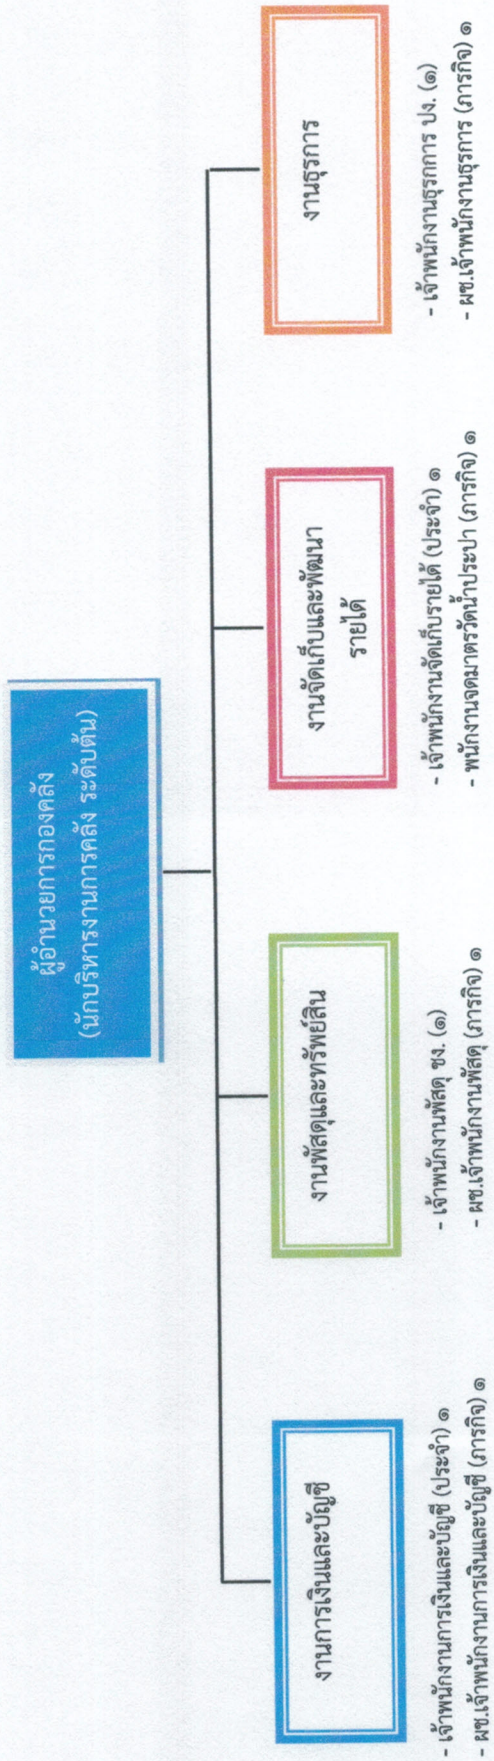 ผู้อำนวยการกองคลัง
(นักบริหารงานการคลัง ระดับต้น)
งานการเงินและบัญชี
- เจ้าพนักงานการเงินและบัญชี (ประจำ) ๑
- ผช.เจ้าพนักงานการเงินและบัญชี (ภารกิจ) ๑
งานพัสดุและทรัพย์สิน
- เจ้าพนักงานพัสดุ ชง. (๑)
- ผช.เจ้าพนักงานพัสดุ (ภารกิจ) ๑
งานจัดเก็บและพัฒนา
รายได้
- เจ้าพนักงานจัดเก็บรายได้ (ประจำ) ๑
- พนักงานจดมาตรวัดน้ำประปา (ภารกิจ) ๑
งานธุรการ
- เจ้าพนักงานธุรกการ ปง. (๑)
- ผช.เจ้าพนักงานธุรการ (ภารกิจ) ๑